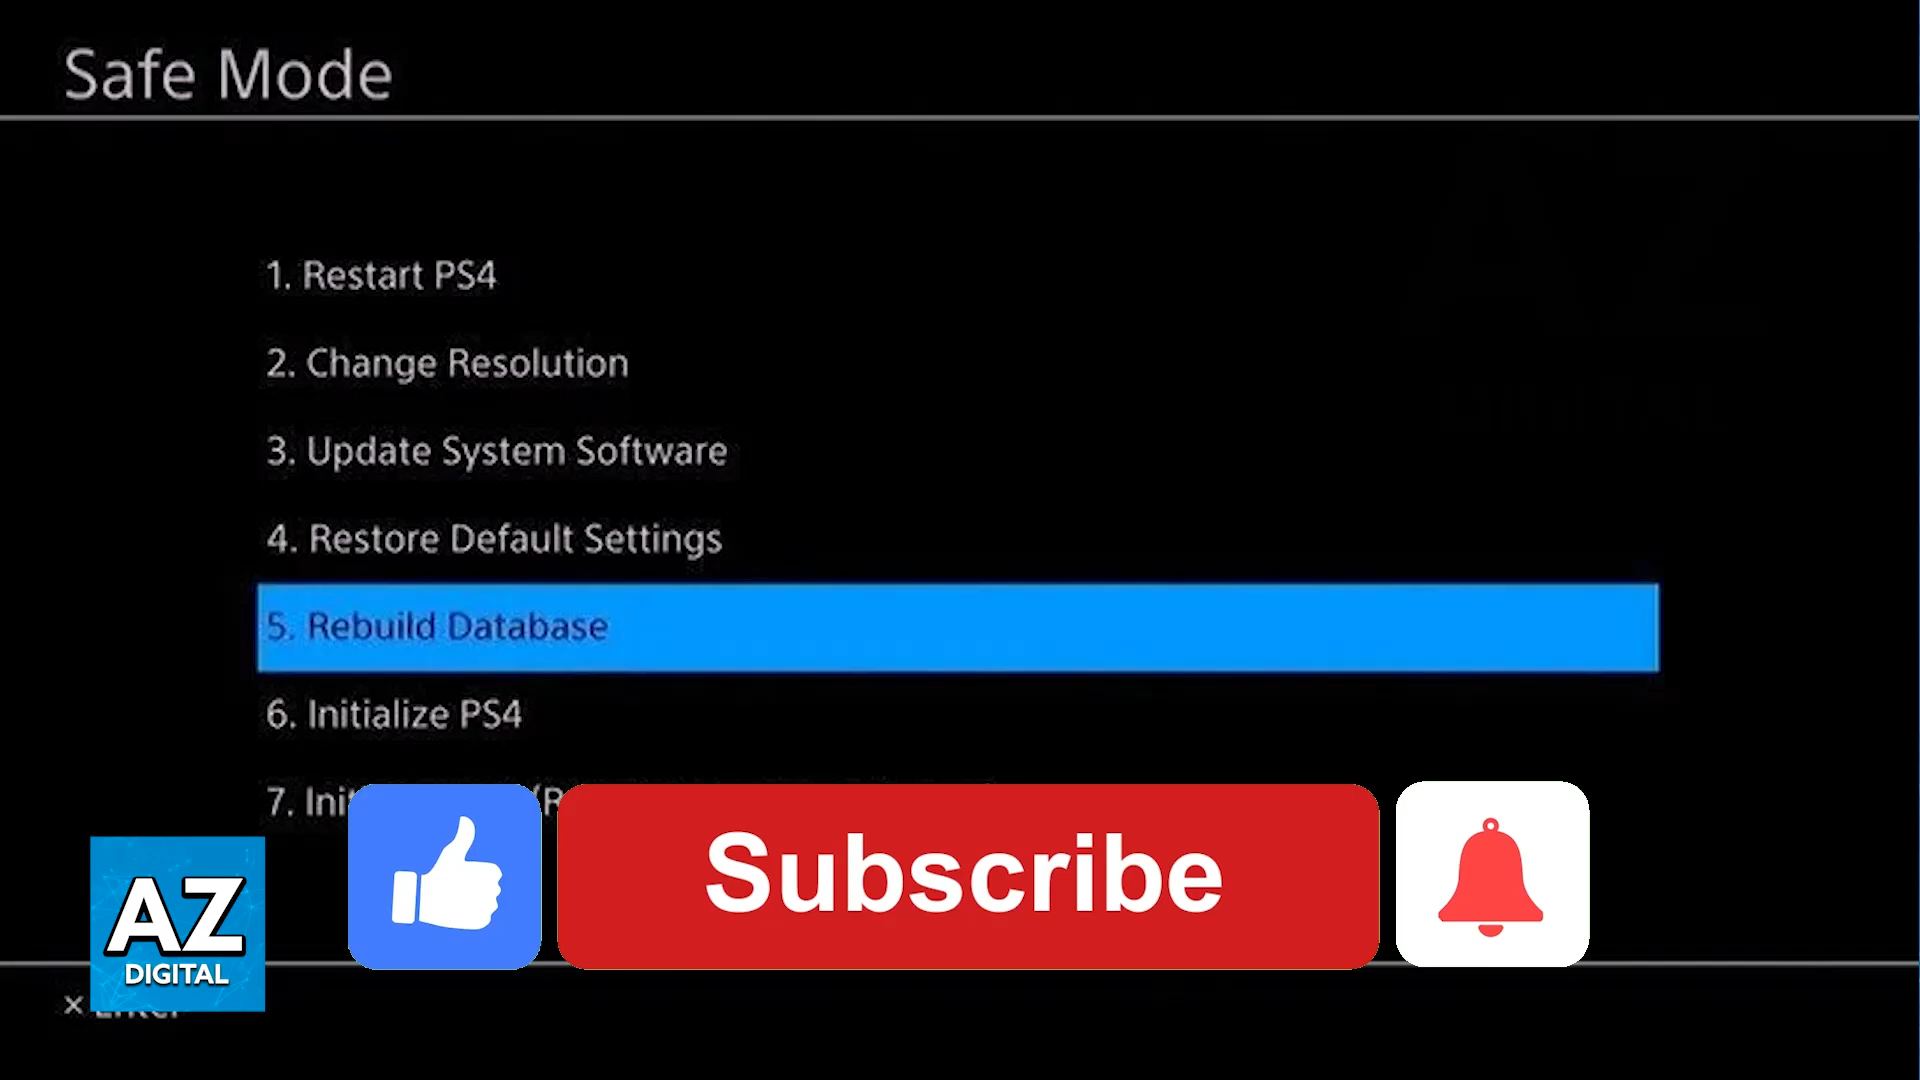 Safe Mode
1. Restart PS4
2. Change Resolution
3. Update System Software
4. Restore Default Settings
5. Rebuild Database
6. Initialize PS4
7.
Subscribe
AZ
DIGITAL
×